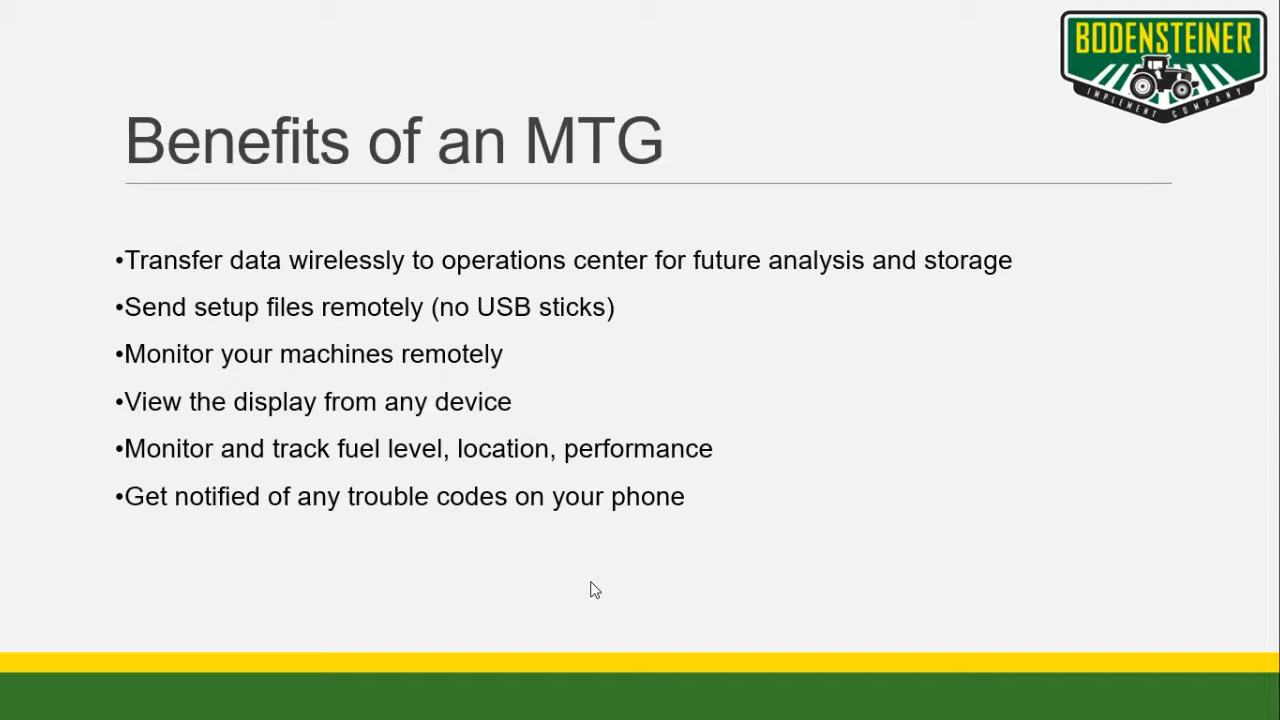 BODENSTEINER
IMPLEMENT COMPANY
Benefits of an MTG
•Transfer data wirelessly to operations center for future analysis and storage
•Send setup files remotely (no USB sticks)
•Monitor your machines remotely
•View the display from any device
•Monitor and track fuel level, location, performance
•Get notified of any trouble codes on your phone